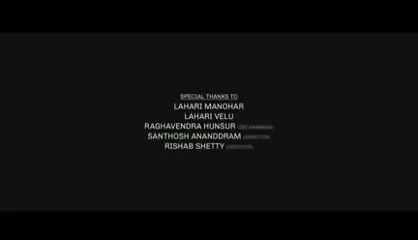 SPECIAL THANKS TO
LAHARI MANOHAR
LAHARI VELU
RAGHAVENDRA HUNSUR
SANTHOSH ANANDDRAM
RISHAB SHETTY